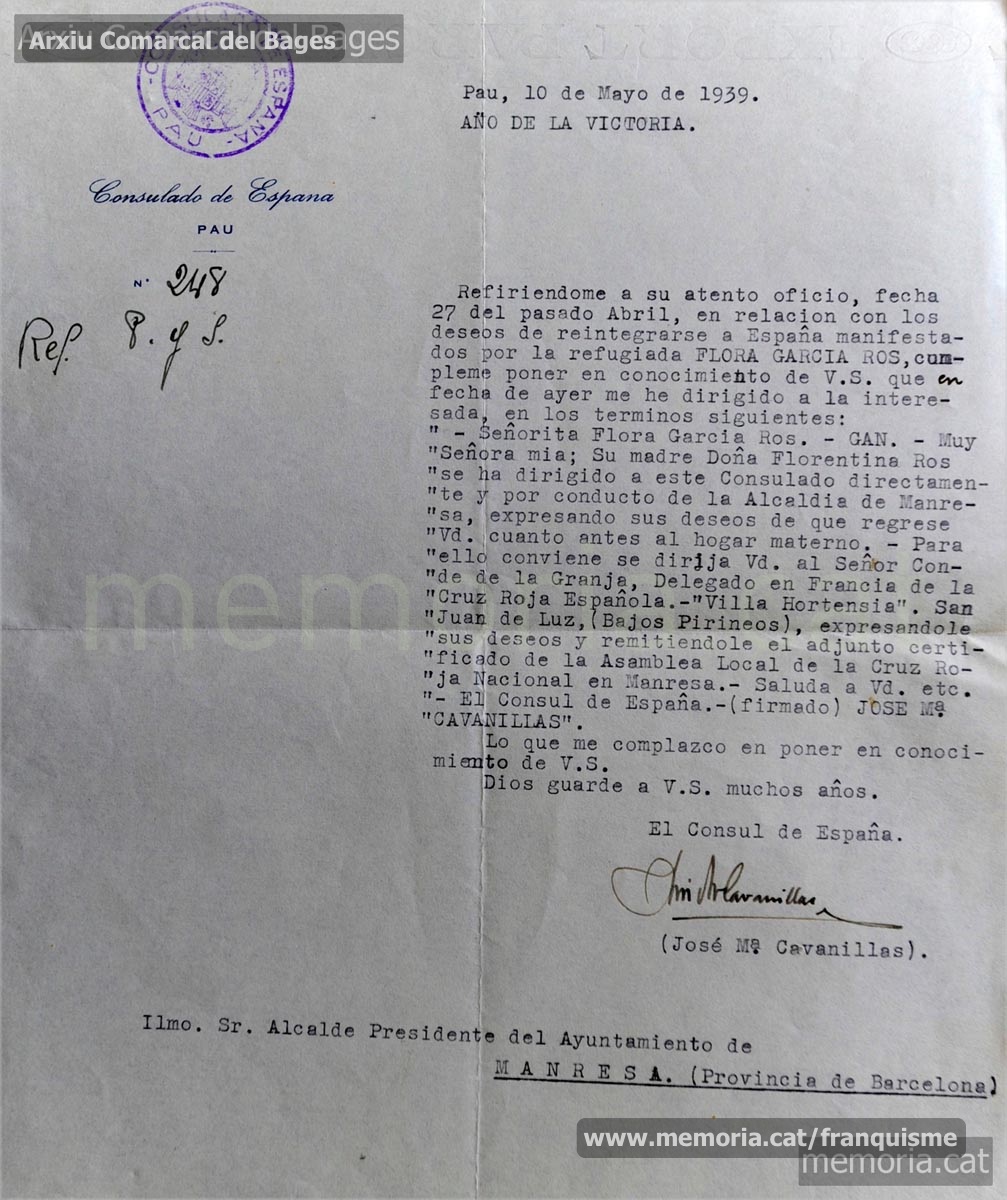 Arxiu Comarcal del Bages
CONSULADO DE ESPAÑA
- PAU -
Pau, 10 de Mayo de 1939.
AÑO DE LA VICTORIA.
Consulado de Espana
PAU
N° 248
Ref. P. y S.
Refiriendome a su atento oficio, fecha
27 del pasado Abril, en relacion con los
deseos de reintegrarse a España manifesta-
dos por la refugiada FLORA GARCIA ROS, cum-
pleme poner en conocimiento de V.S. que en
fecha de ayer me he dirigido a la intere-
sada, en los terminos siguientes:
" - Señorita Flora Garcia Ros. - GAN. - Muy
"Señora mia; Su madre Doña Florentina Ros
"se ha dirigido a este Consulado directamen-
"te y por conducto de la Alcaldia de Manre-
"sa, expresando sus deseos de que regrese
"Vd. cuanto antes al hogar materno. - Para
"ello conviene se dirija Vd. al Señor Con-
"de de la Granja, Delegado en Francia de la
"Cruz Roja Española.-"Villa Hortensia". San
"Juan de Luz,(Bajos Pirineos), expresandole
"sus deseos y remitiendole el adjunto certi-
"ficado de la Asamblea Local de la Cruz Ro-
"ja Nacional en Manresa.- Saluda a Vd. etc.
"- El Consul de España.-(firmado) JOSE Mª
"CAVANILLAS".
Lo que me complazco en poner en conoci-
miento de V.S.
Dios guarde a V.S. muchos años.
El Consul de España.
(José Mª Cavanillas).
Ilmo. Sr. Alcalde Presidente del Ayuntamiento de
MANRESA. (Provincia de Barcelona)
www.memoria.cat/franquisme
memoria.cat